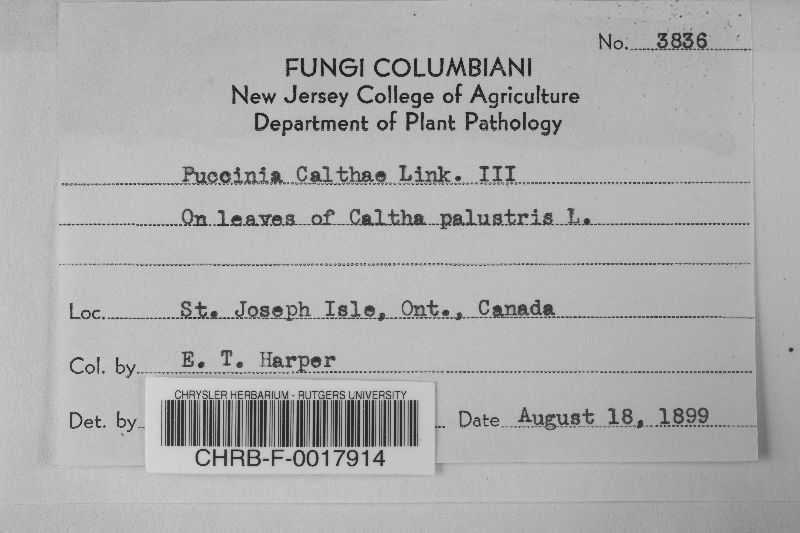 No. 3836
FUNGI COLUMBIANI
New Jersey College of Agriculture
Department of Plant Pathology
Puccinia Calthae Link. III
On leaves of Caltha palustris L.
Loc. St. Joseph Isle, Ont., Canada
Col. by E. T. Harper
Det. by
Date August 18, 1899
CHRYSLER HERBARIUM - RUTGERS UNIVERSITY
CHRB-F-0017914